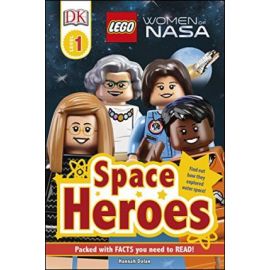 DK
LEGO
WOMEN OF
NASA
LEVEL
1
Space
Heroes
Find out
how they
explored
outer space!
Packed with FACTS you need to READ!
Hannah Dolan